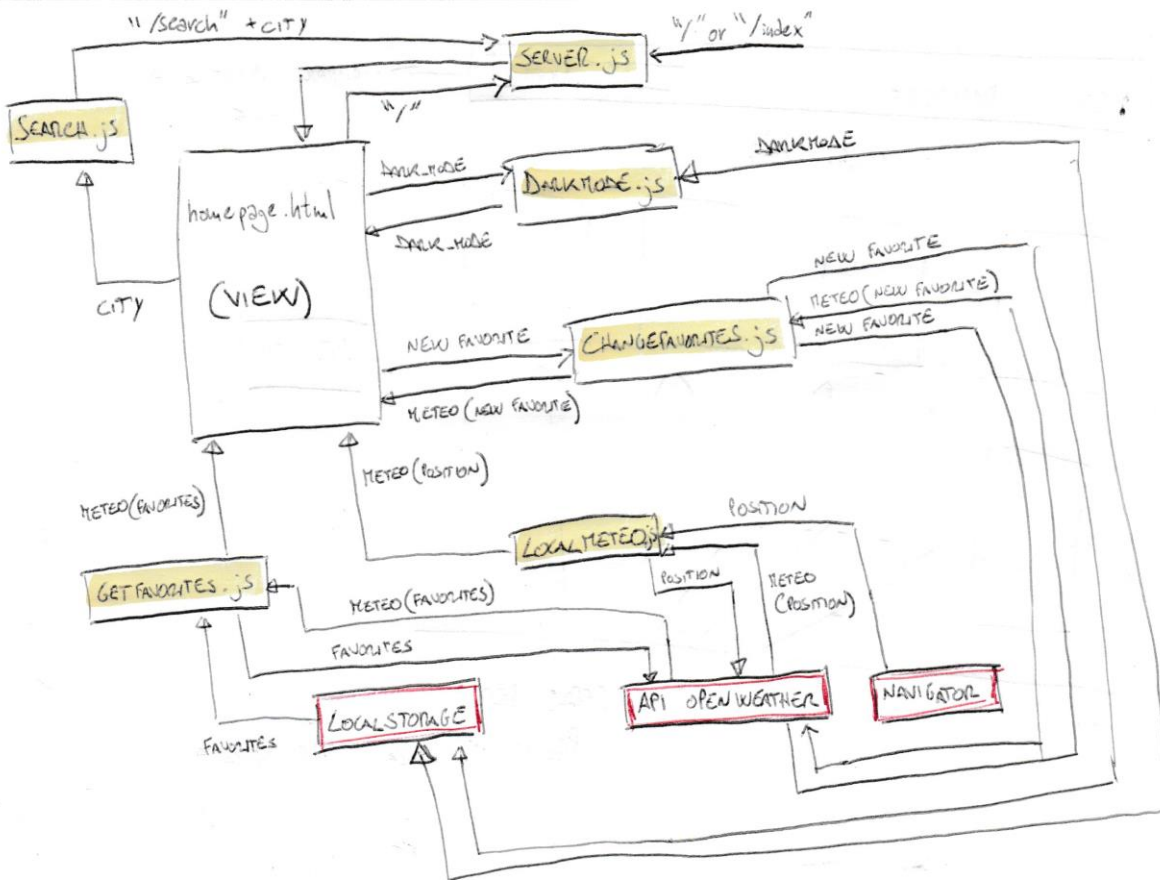 "/search" + CITY
"/" or "/index"
SERVER.js
"/"
SEARCH.js
DARKMODE
DARK_MODE
DARKMODE.js
homepage.html
DARK_MODE
NEW FAVORITE
CITY
(VIEW)
METEO (NEW FAVORITE)
NEW FAVORITE
NEW FAVORITE
CHANGEFAVORITES.js
METEO (NEW FAVORITE)
METEO (POSITION)
METEO (FAVORITES)
POSITION
LOCALMETEO.js
GETFAVORITES.js
POSITION
METEO
(POSITION)
METEO (FAVORITES)
FAVORITES
API OPENWEATHER
NAVIGATOR
LOCALSTORAGE
FAVORITES